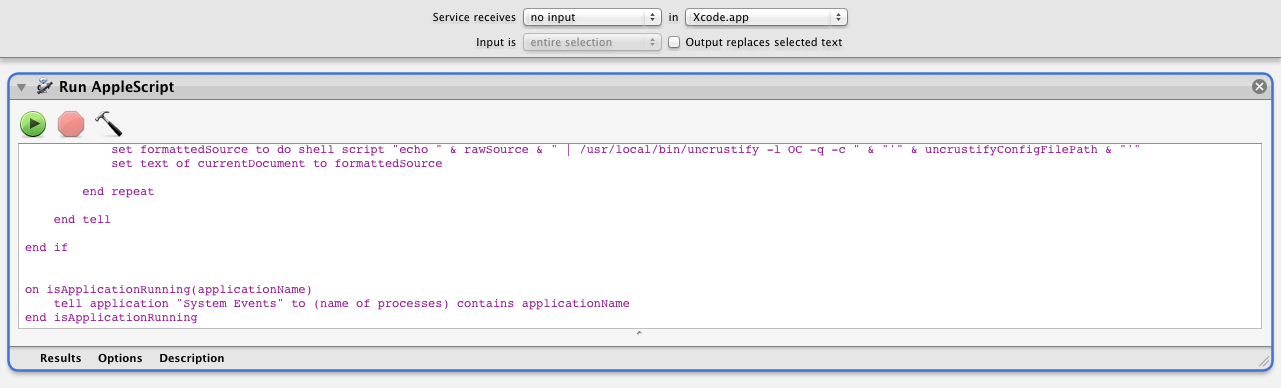 Service receives no input in Xcode.app
Input is entire selection Output replaces selected text
Run AppleScript
set formattedSource to do shell script "echo " & rawSource & " | /usr/local/bin/uncrustify -l OC -q -c " & "'" & uncrustifyConfigFilePath & "'"
set text of currentDocument to formattedSource
end repeat
end tell
end if
on isApplicationRunning(applicationName)
tell application "System Events" to (name of processes) contains applicationName
end isApplicationRunning
Results Options Description